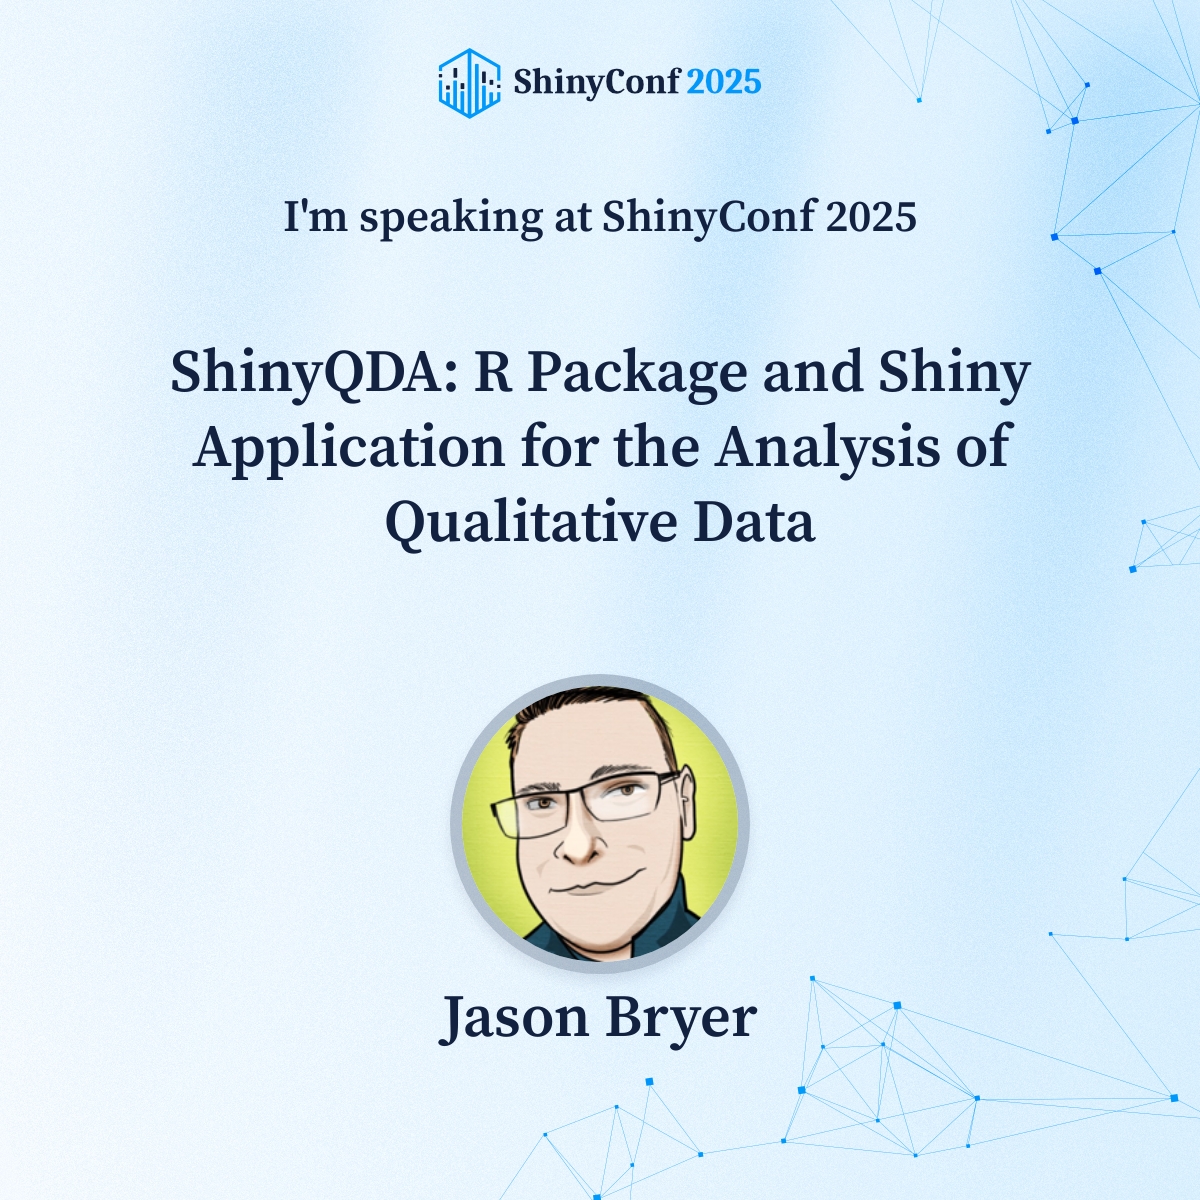 ShinyConf 2025
I'm speaking at ShinyConf 2025
ShinyQDA: R Package and Shiny
Application for the Analysis of
Qualitative Data
Jason Bryer